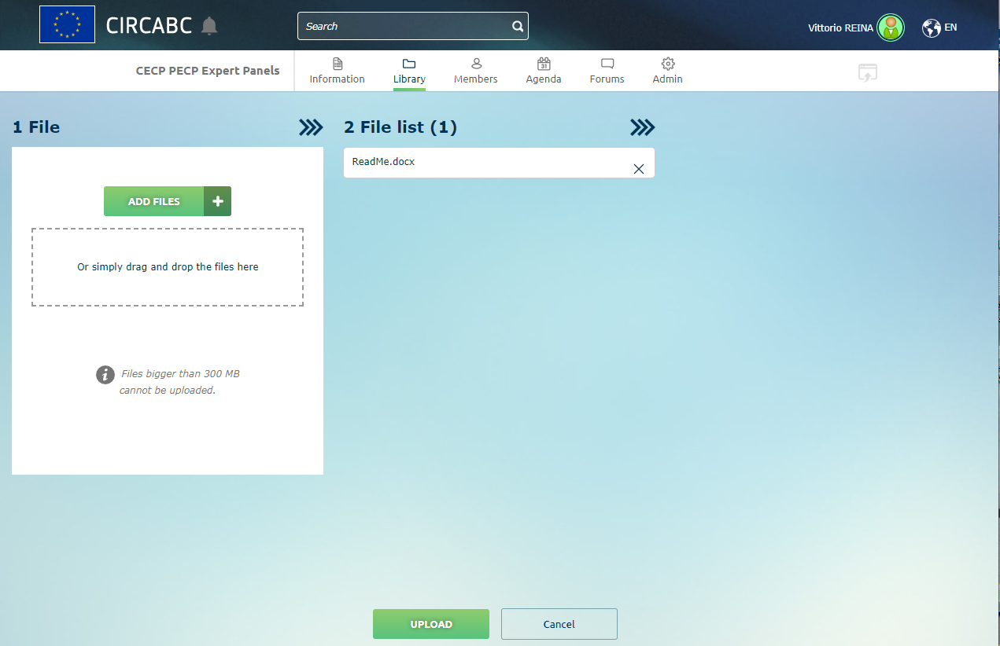 CIRCABC
Search
Vittorio REINA
EN
CECP PECP Expert Panels
Information
Library
Members
31
Agenda
Forums
Admin
1 File
2 File list (1)
ReadMe.docx
ADD FILES +
Or simply drag and drop the files here
i Files bigger than 300 MB
cannot be uploaded.
UPLOAD
Cancel